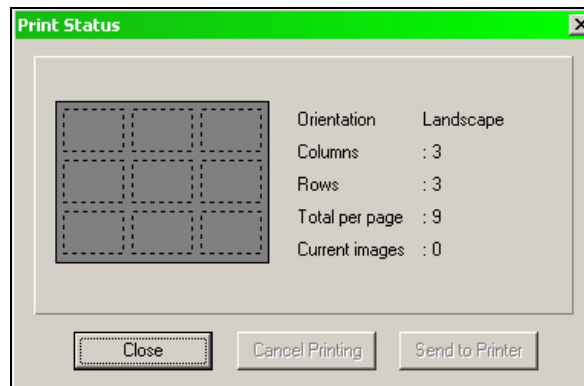 Print Status
Orientation Landscape
Columns : 3
Rows : 3
Total per page : 9
Current images : 0
Close Cancel Printing Send to Printer